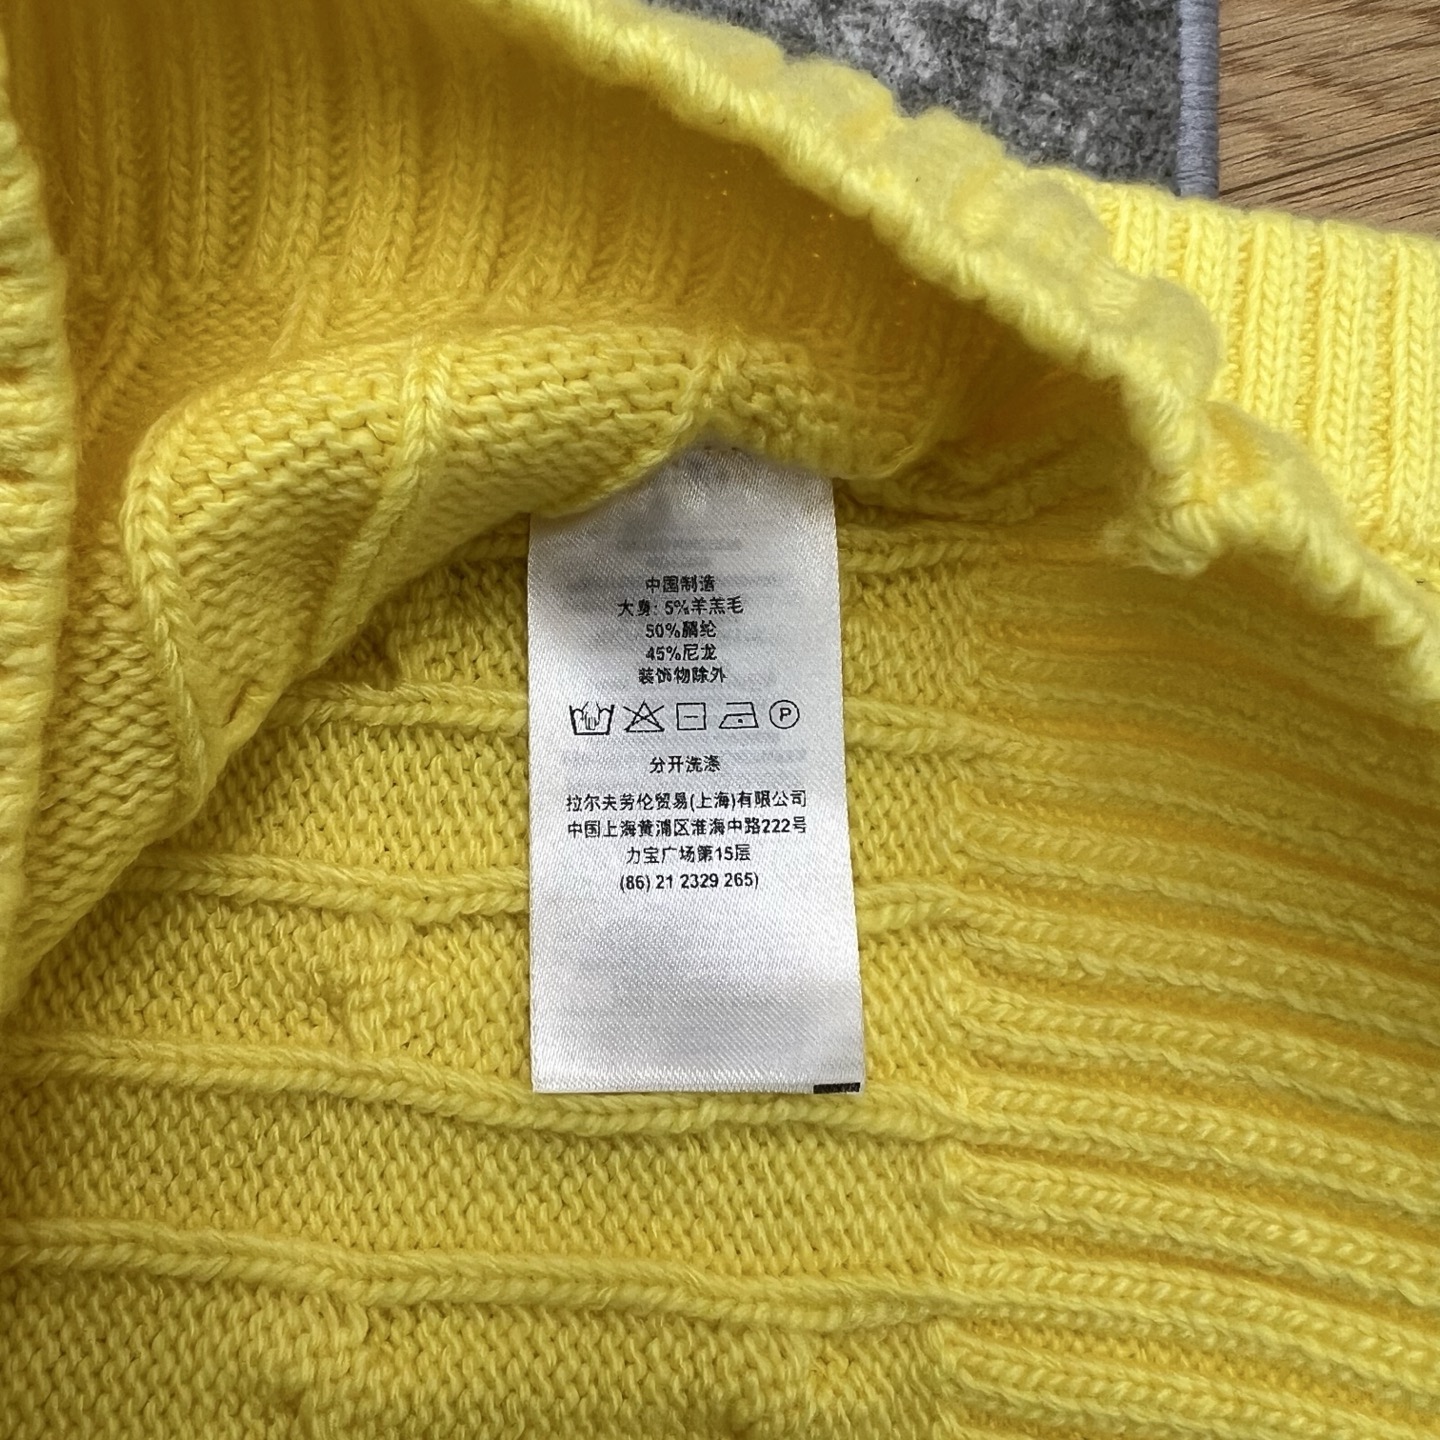 中国制造
大身: 5%羊羔毛
50%腈纶
45%尼龙
装饰物除外
P
分开洗涤
拉尔夫劳伦贸易(上海)有限公司
中国上海黄浦区淮海中路222号
力宝广场第15层
(86) 21 2329 265)